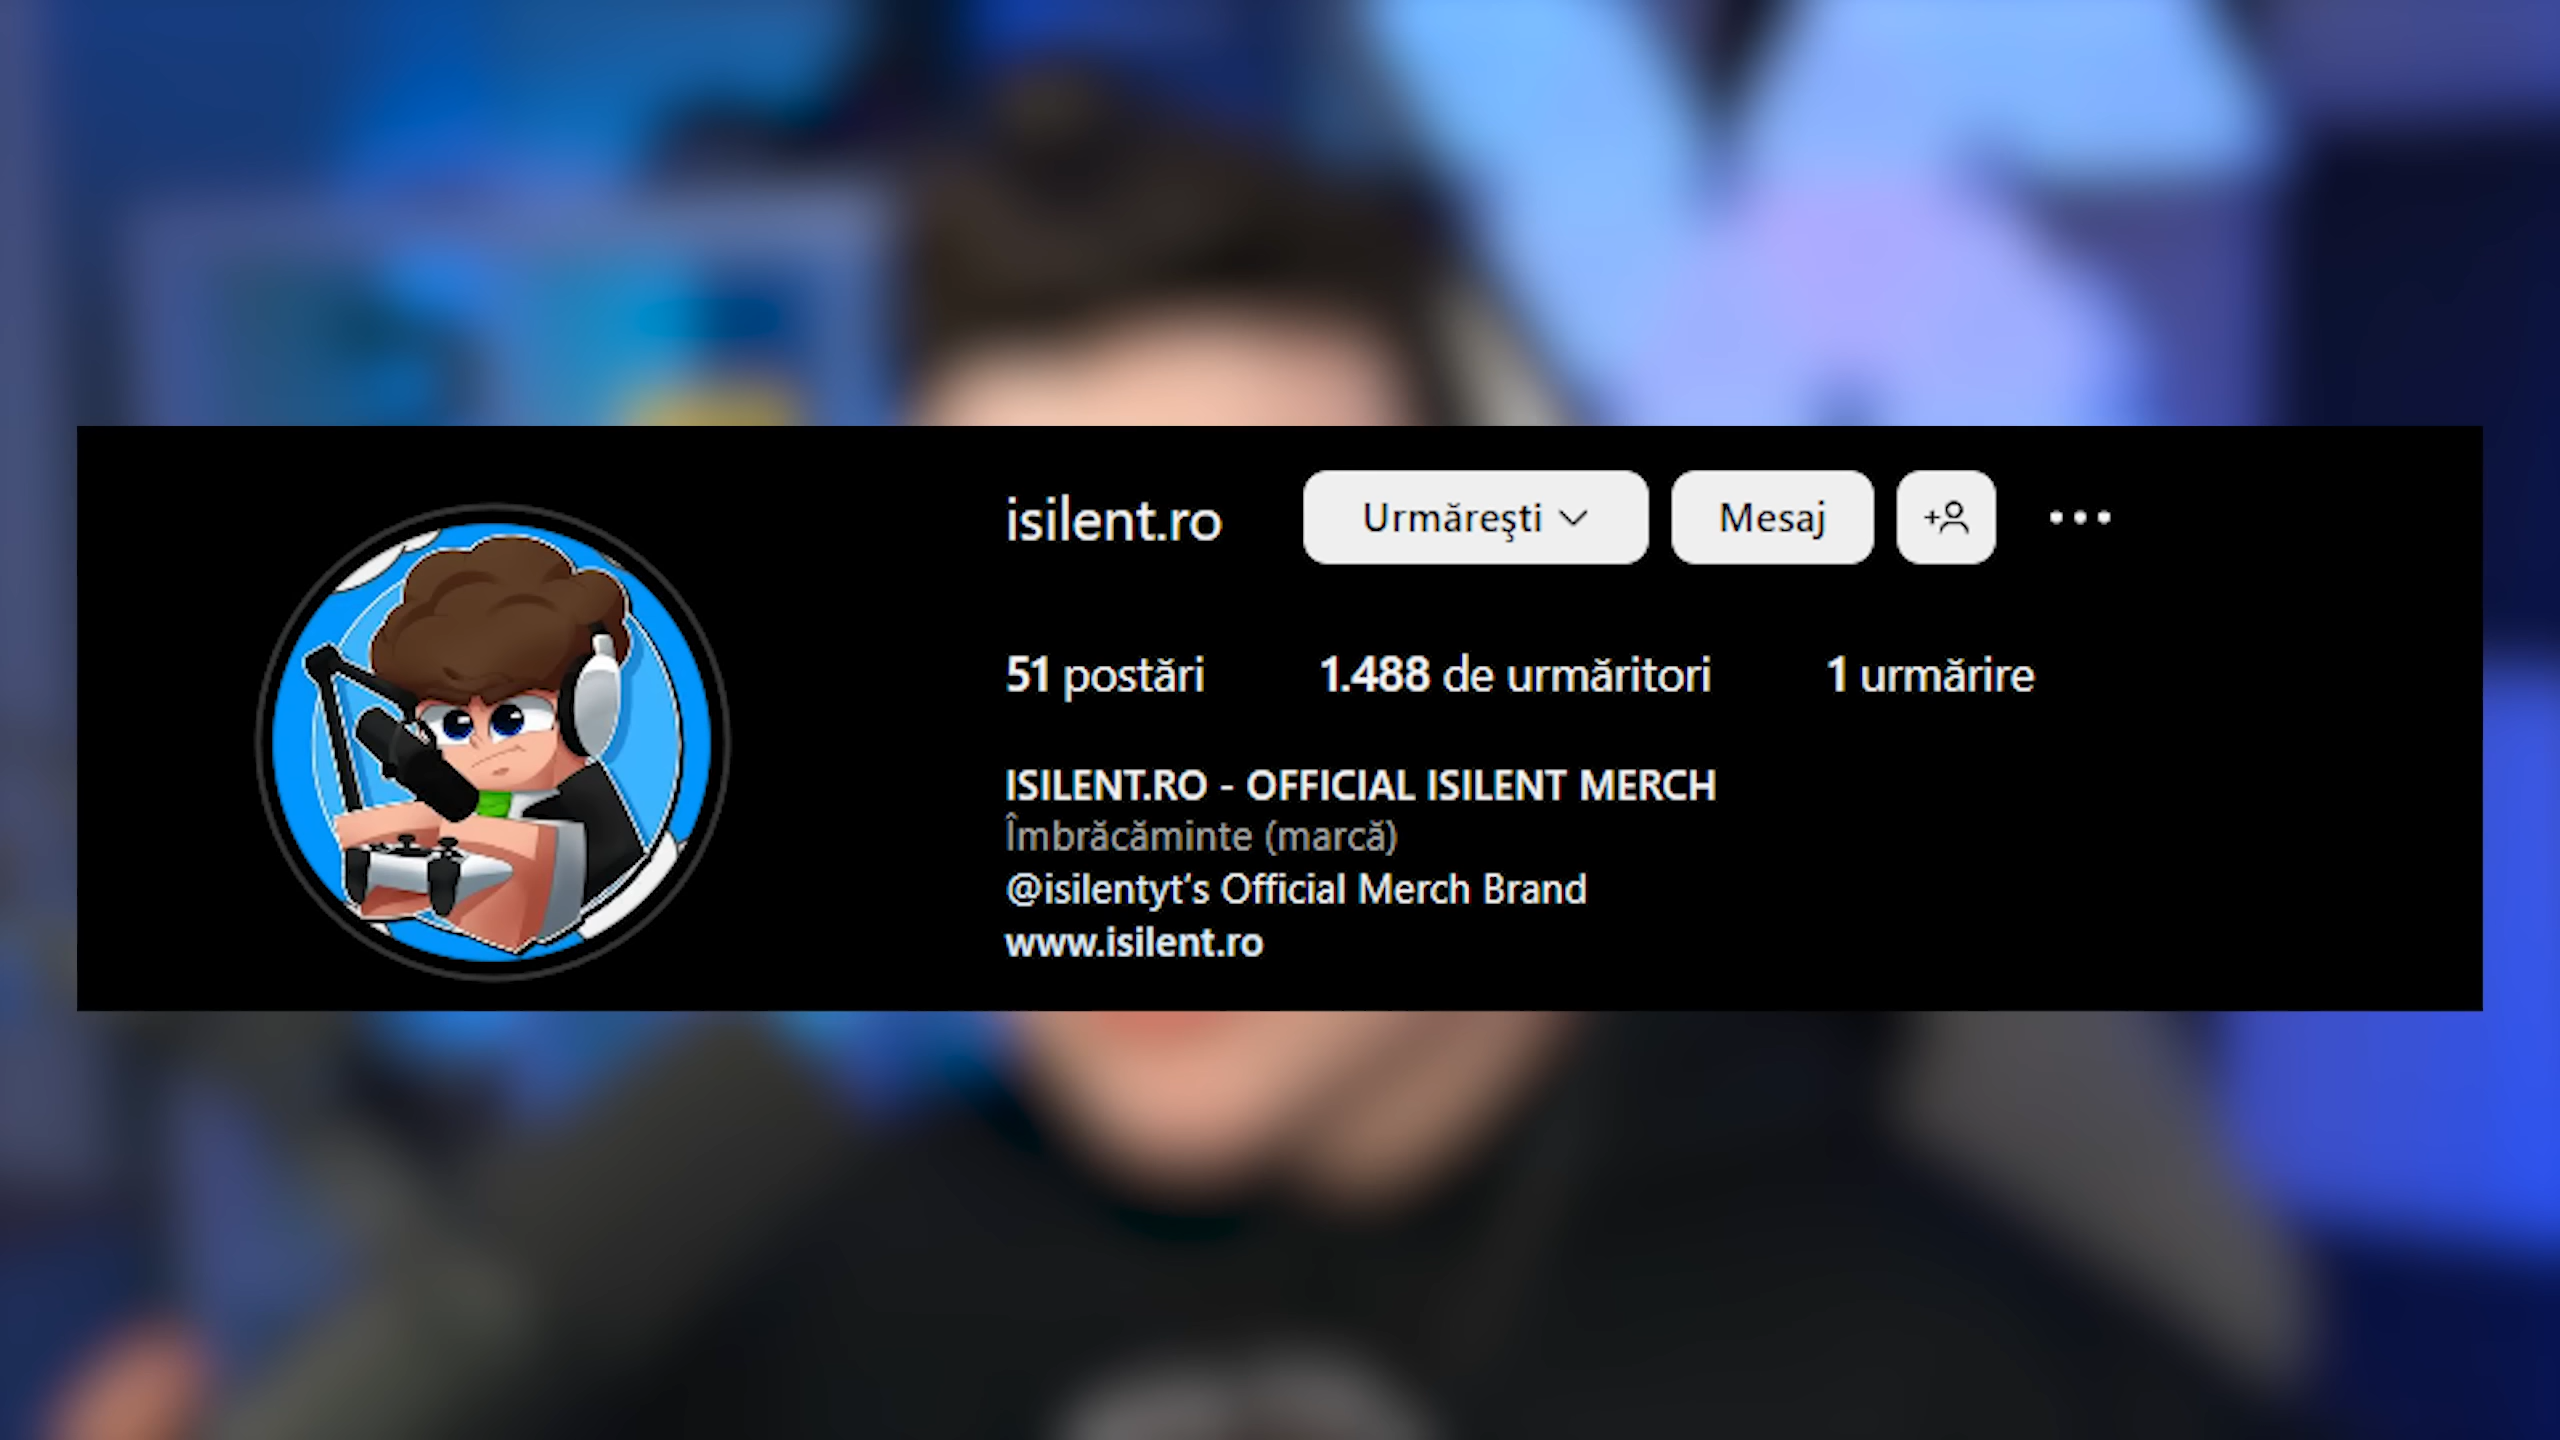 isilent.ro Urmărești Mesaj
51 postări 1.488 de urmăritori 1 urmărire
ISILENT.RO - OFFICIAL ISILENT MERCH
Îmbrăcăminte (marcă)
@isilentyt's Official Merch Brand
www.isilent.ro